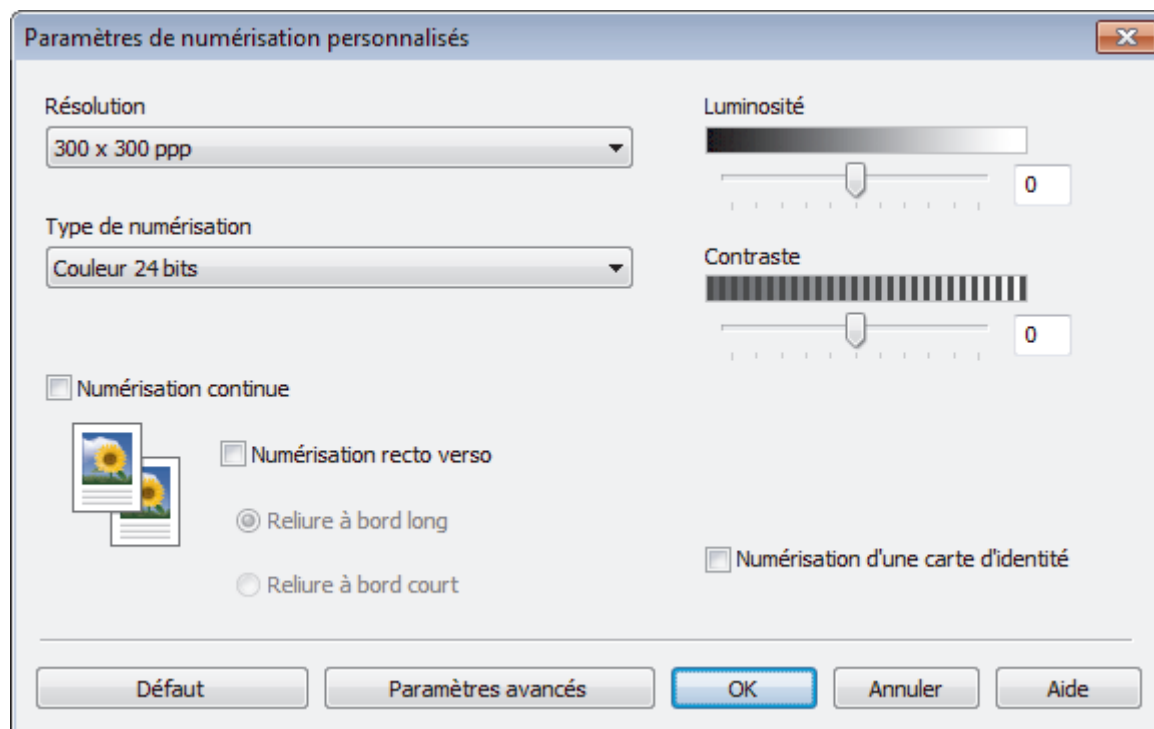 Paramètres de numérisation personnalisés
Résolution
300 x 300 ppp
Type de numérisation
Couleur 24 bits
Luminosité
0
Contraste
0
Numérisation continue
Numérisation recto verso
Reliure à bord long
Reliure à bord court
Numérisation d'une carte d'identité
Défaut
Paramètres avancés
OK
Annuler
Aide